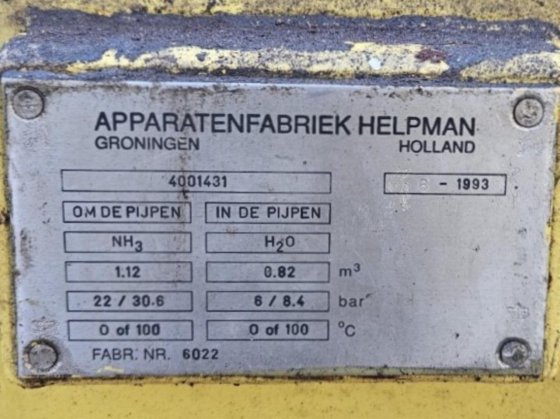 APPARATENFABRIEK HELPMAN
GRONINGEN HOLLAND
4001431 8 - 1993
OM DE PIJPEN IN DE PIJPEN
NH3 H2O
1.12 0.82 m³
22 / 30.6 6 / 8.4 bar
0 of 100 0 of 100 °C
FABR. NR. 6022